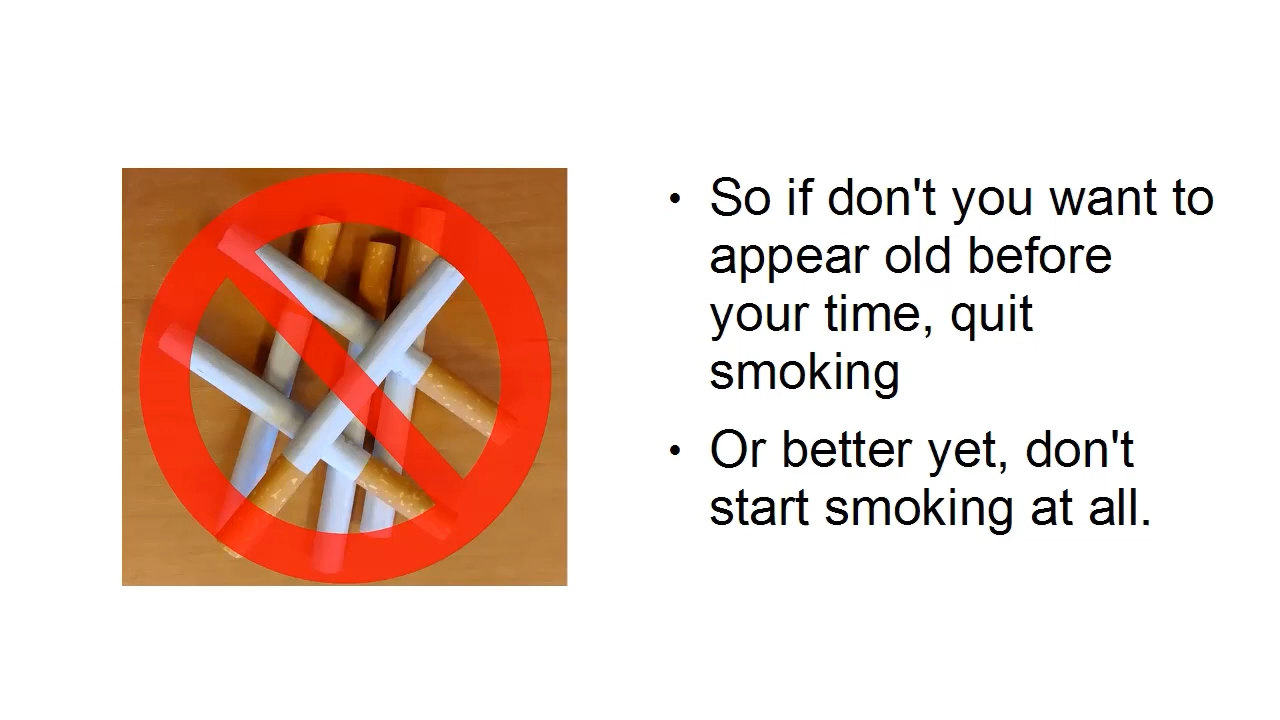 • So if don't you want to
appear old before
your time, quit
smoking
• Or better yet, don't
start smoking at all.